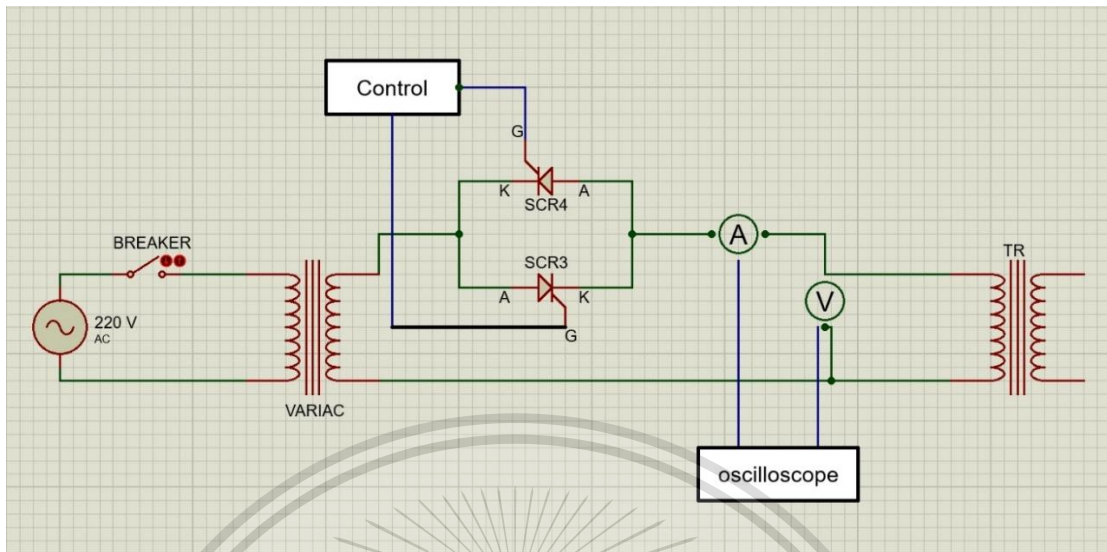 Control
G
K
A
SCR4
BREAKER
SCR3
A
K
G
220 V
AC
VARIAC
A
V
TR
oscilloscope